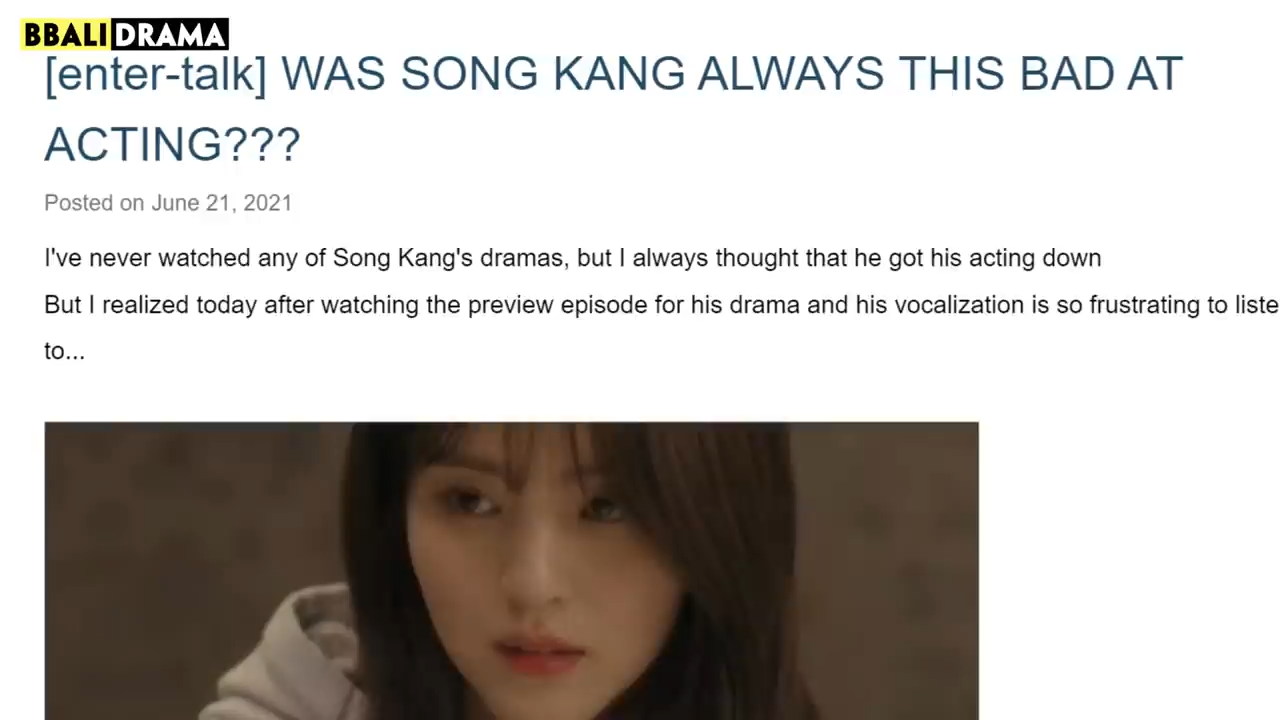 BBALI DRAMA
[enter-talk] WAS SONG KANG ALWAYS THIS BAD AT
ACTING???
Posted on June 21, 2021
I've never watched any of Song Kang's dramas, but I always thought that he got his acting down
But I realized today after watching the preview episode for his drama and his vocalization is so frustrating to liste
to...